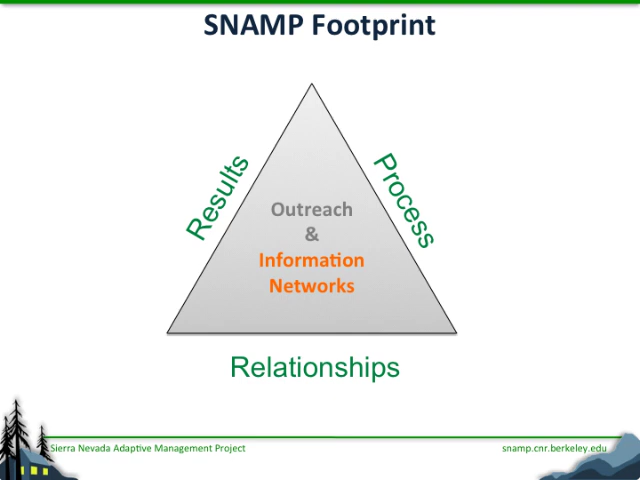 SNAMP Footprint
Results
Process
Outreach
&
Information
Networks
Relationships
Sierra Nevada Adaptive Management Project
snamp.cnr.berkeley.edu